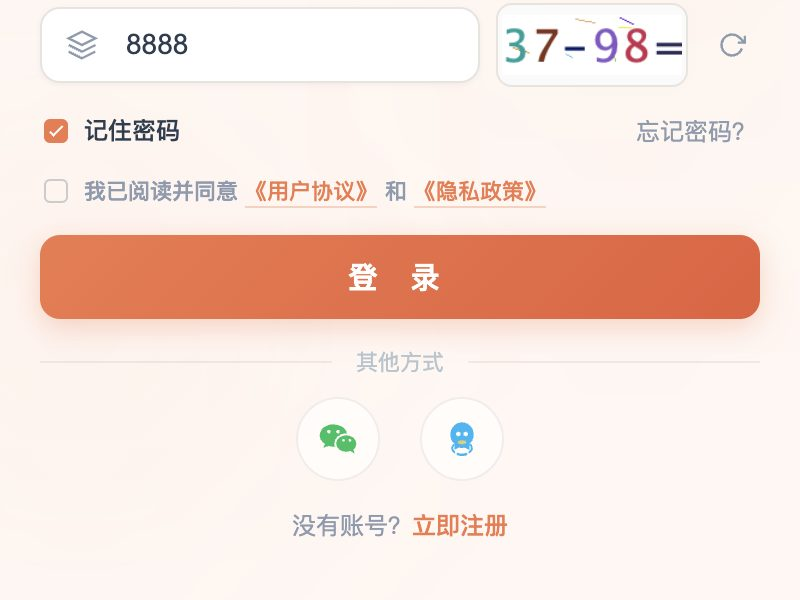 8888 37-98=
记住密码 忘记密码?
我已阅读并同意 《用户协议》 和 《隐私政策》
登 录
其他方式
没有账号? 立即注册